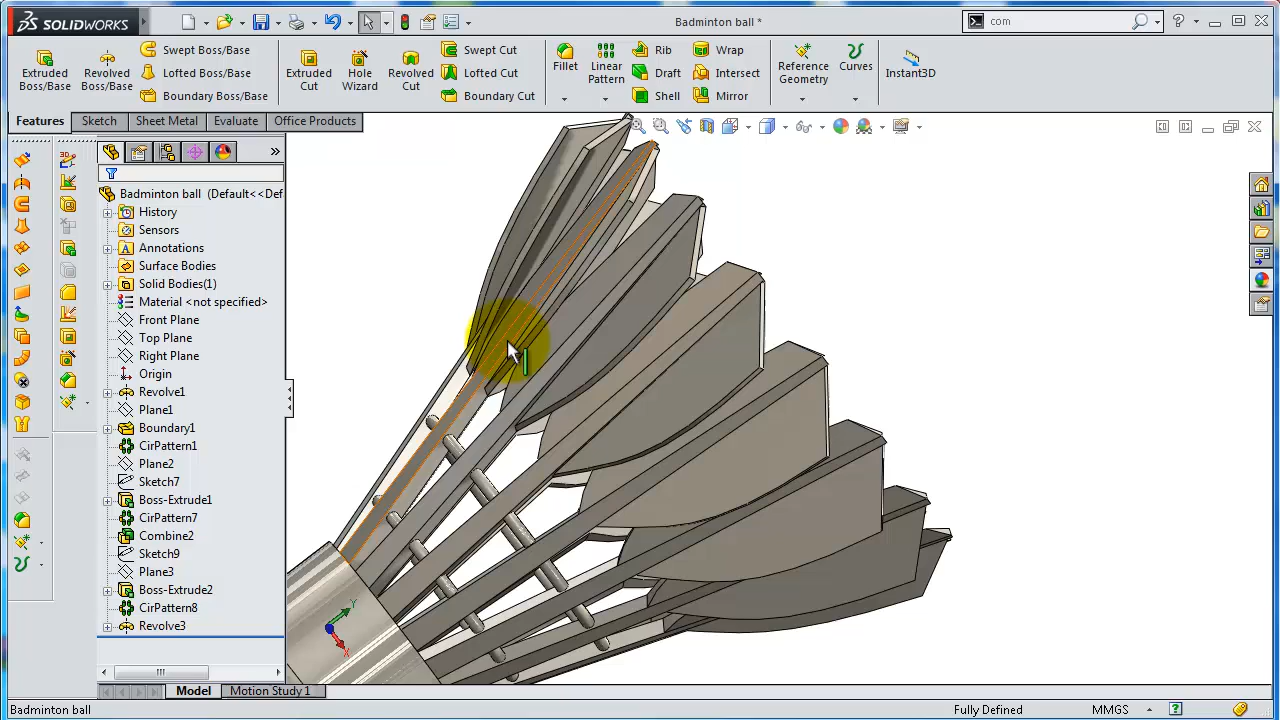 SOLIDWORKS
Badminton ball *
com
Extruded Boss/Base
Revolved Boss/Base
Swept Boss/Base
Lofted Boss/Base
Boundary Boss/Base
Extruded Cut
Hole Wizard
Revolved Cut
Swept Cut
Lofted Cut
Boundary Cut
Fillet
Linear Pattern
Rib
Draft
Shell
Wrap
Intersect
Mirror
Reference Geometry
Curves
Instant3D
Features
Sketch
Sheet Metal
Evaluate
Office Products
Badminton ball (Default<<Def
History
Sensors
Annotations
Surface Bodies
Solid Bodies(1)
Material <not specified>
Front Plane
Top Plane
Right Plane
Origin
Revolve1
Plane1
Boundary1
CirPattern1
Plane2
Sketch7
Boss-Extrude1
CirPattern7
Combine2
Sketch9
Plane3
Boss-Extrude2
CirPattern8
Revolve3
Y
X
Model
Motion Study 1
Badminton ball
Fully Defined
MMGS